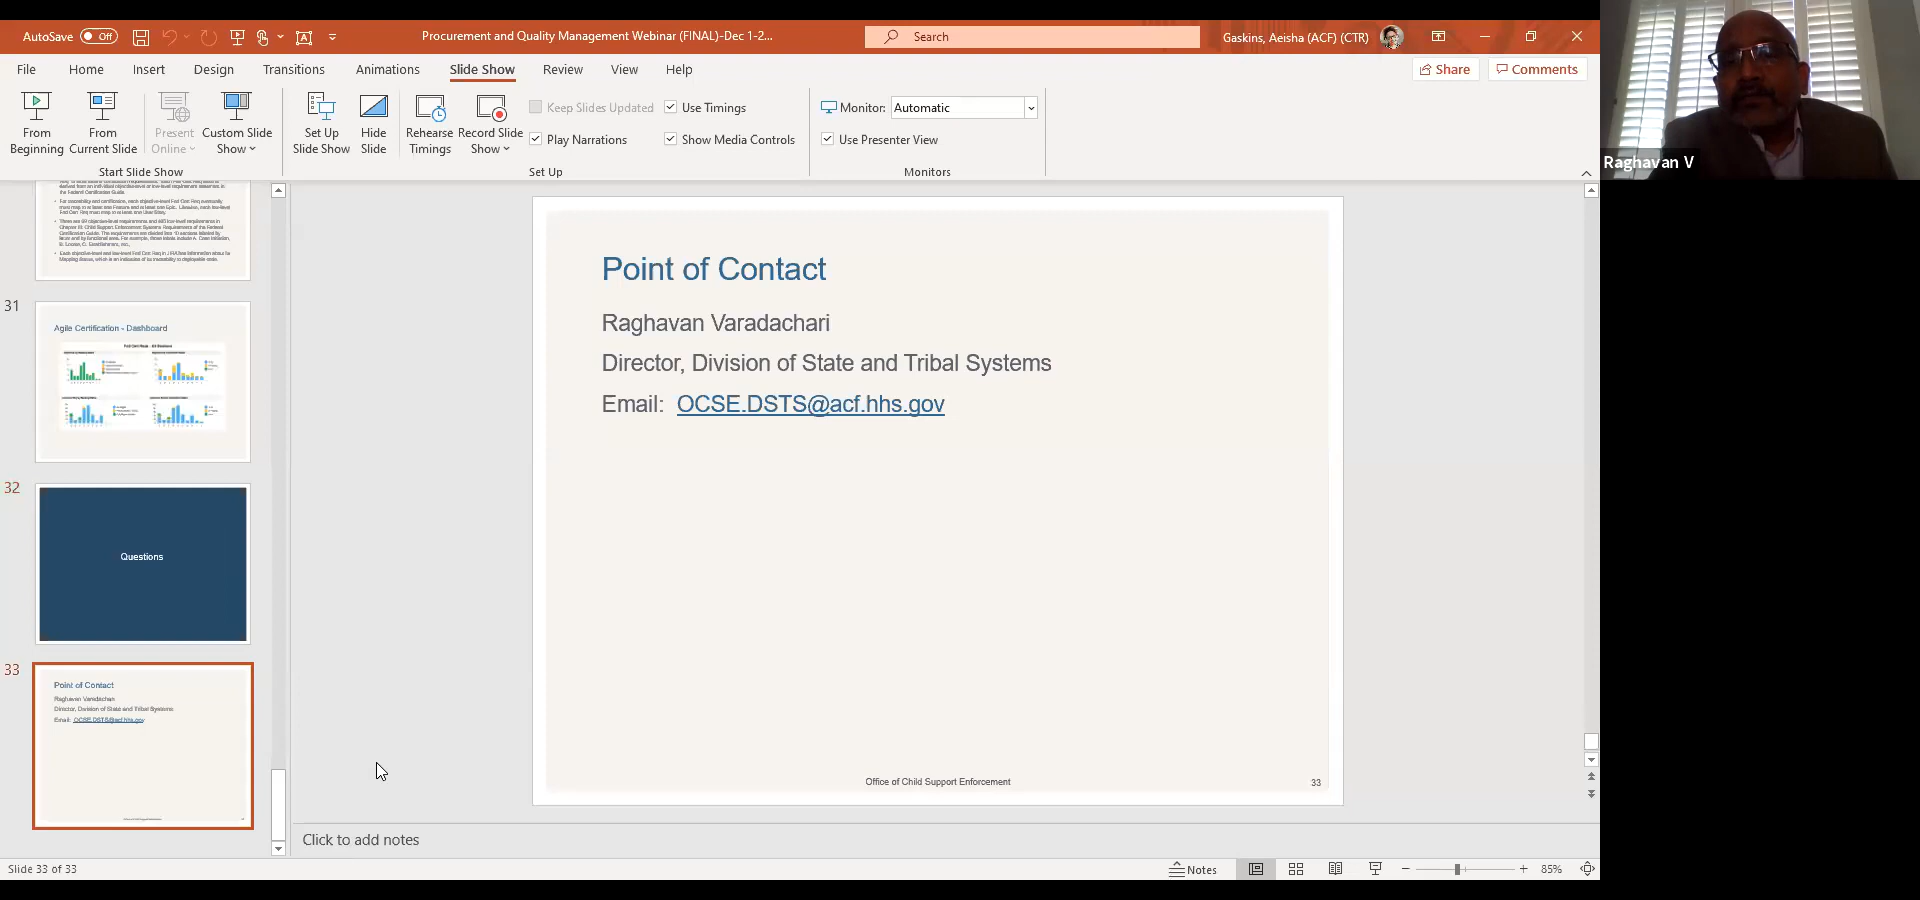 AutoSave Off
Procurement and Quality Management Webinar (FINAL)-Dec 1-2...
Search
Gaskins, Aeisha (ACF) (CTR)
File Home Insert Design Transitions Animations Slide Show Review View Help
Share Comments
From Beginning
From Current Slide
Present Online
Custom Slide Show
Set Up Slide Show
Hide Slide
Rehearse Timings
Record Slide Show
Keep Slides Updated
Use Timings
Play Narrations
Show Media Controls
Monitor: Automatic
Use Presenter View
Start Slide Show
Set Up
Monitors
Raghavan V
the Federal Certification Guide.
31
Agile Certification - Dashboard
32
Questions
33
Point of Contact
Raghavan Varadachari
Director, Division of State and Tribal Systems
Email: OCSE.DSTS@acf.hhs.gov
Point of Contact
Raghavan Varadachari
Director, Division of State and Tribal Systems
Email: OCSE.DSTS@acf.hhs.gov
Office of Child Support Enforcement
33
Click to add notes
Slide 33 of 33
Notes
85%